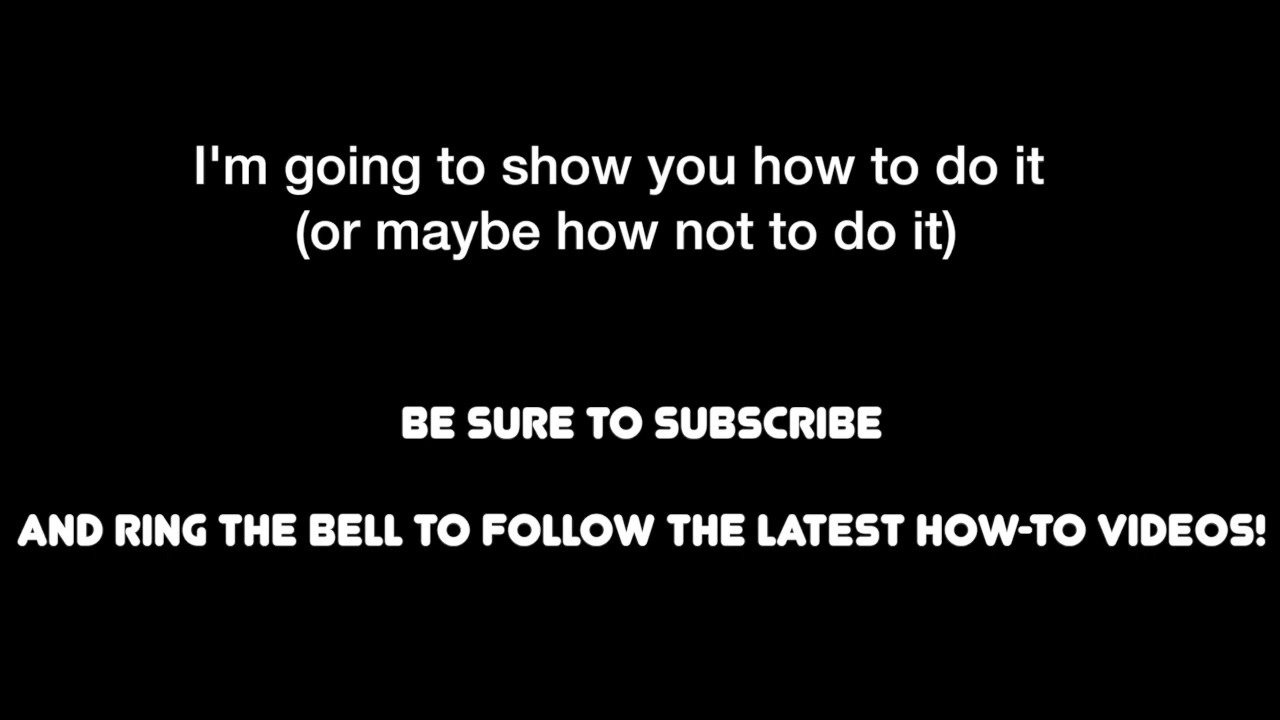 I'm going to show you how to do it
(or maybe how not to do it)
BE SURE TO SUBSCRIBE
AND RING THE BELL TO FOLLOW THE LATEST HOW-TO VIDEOS!